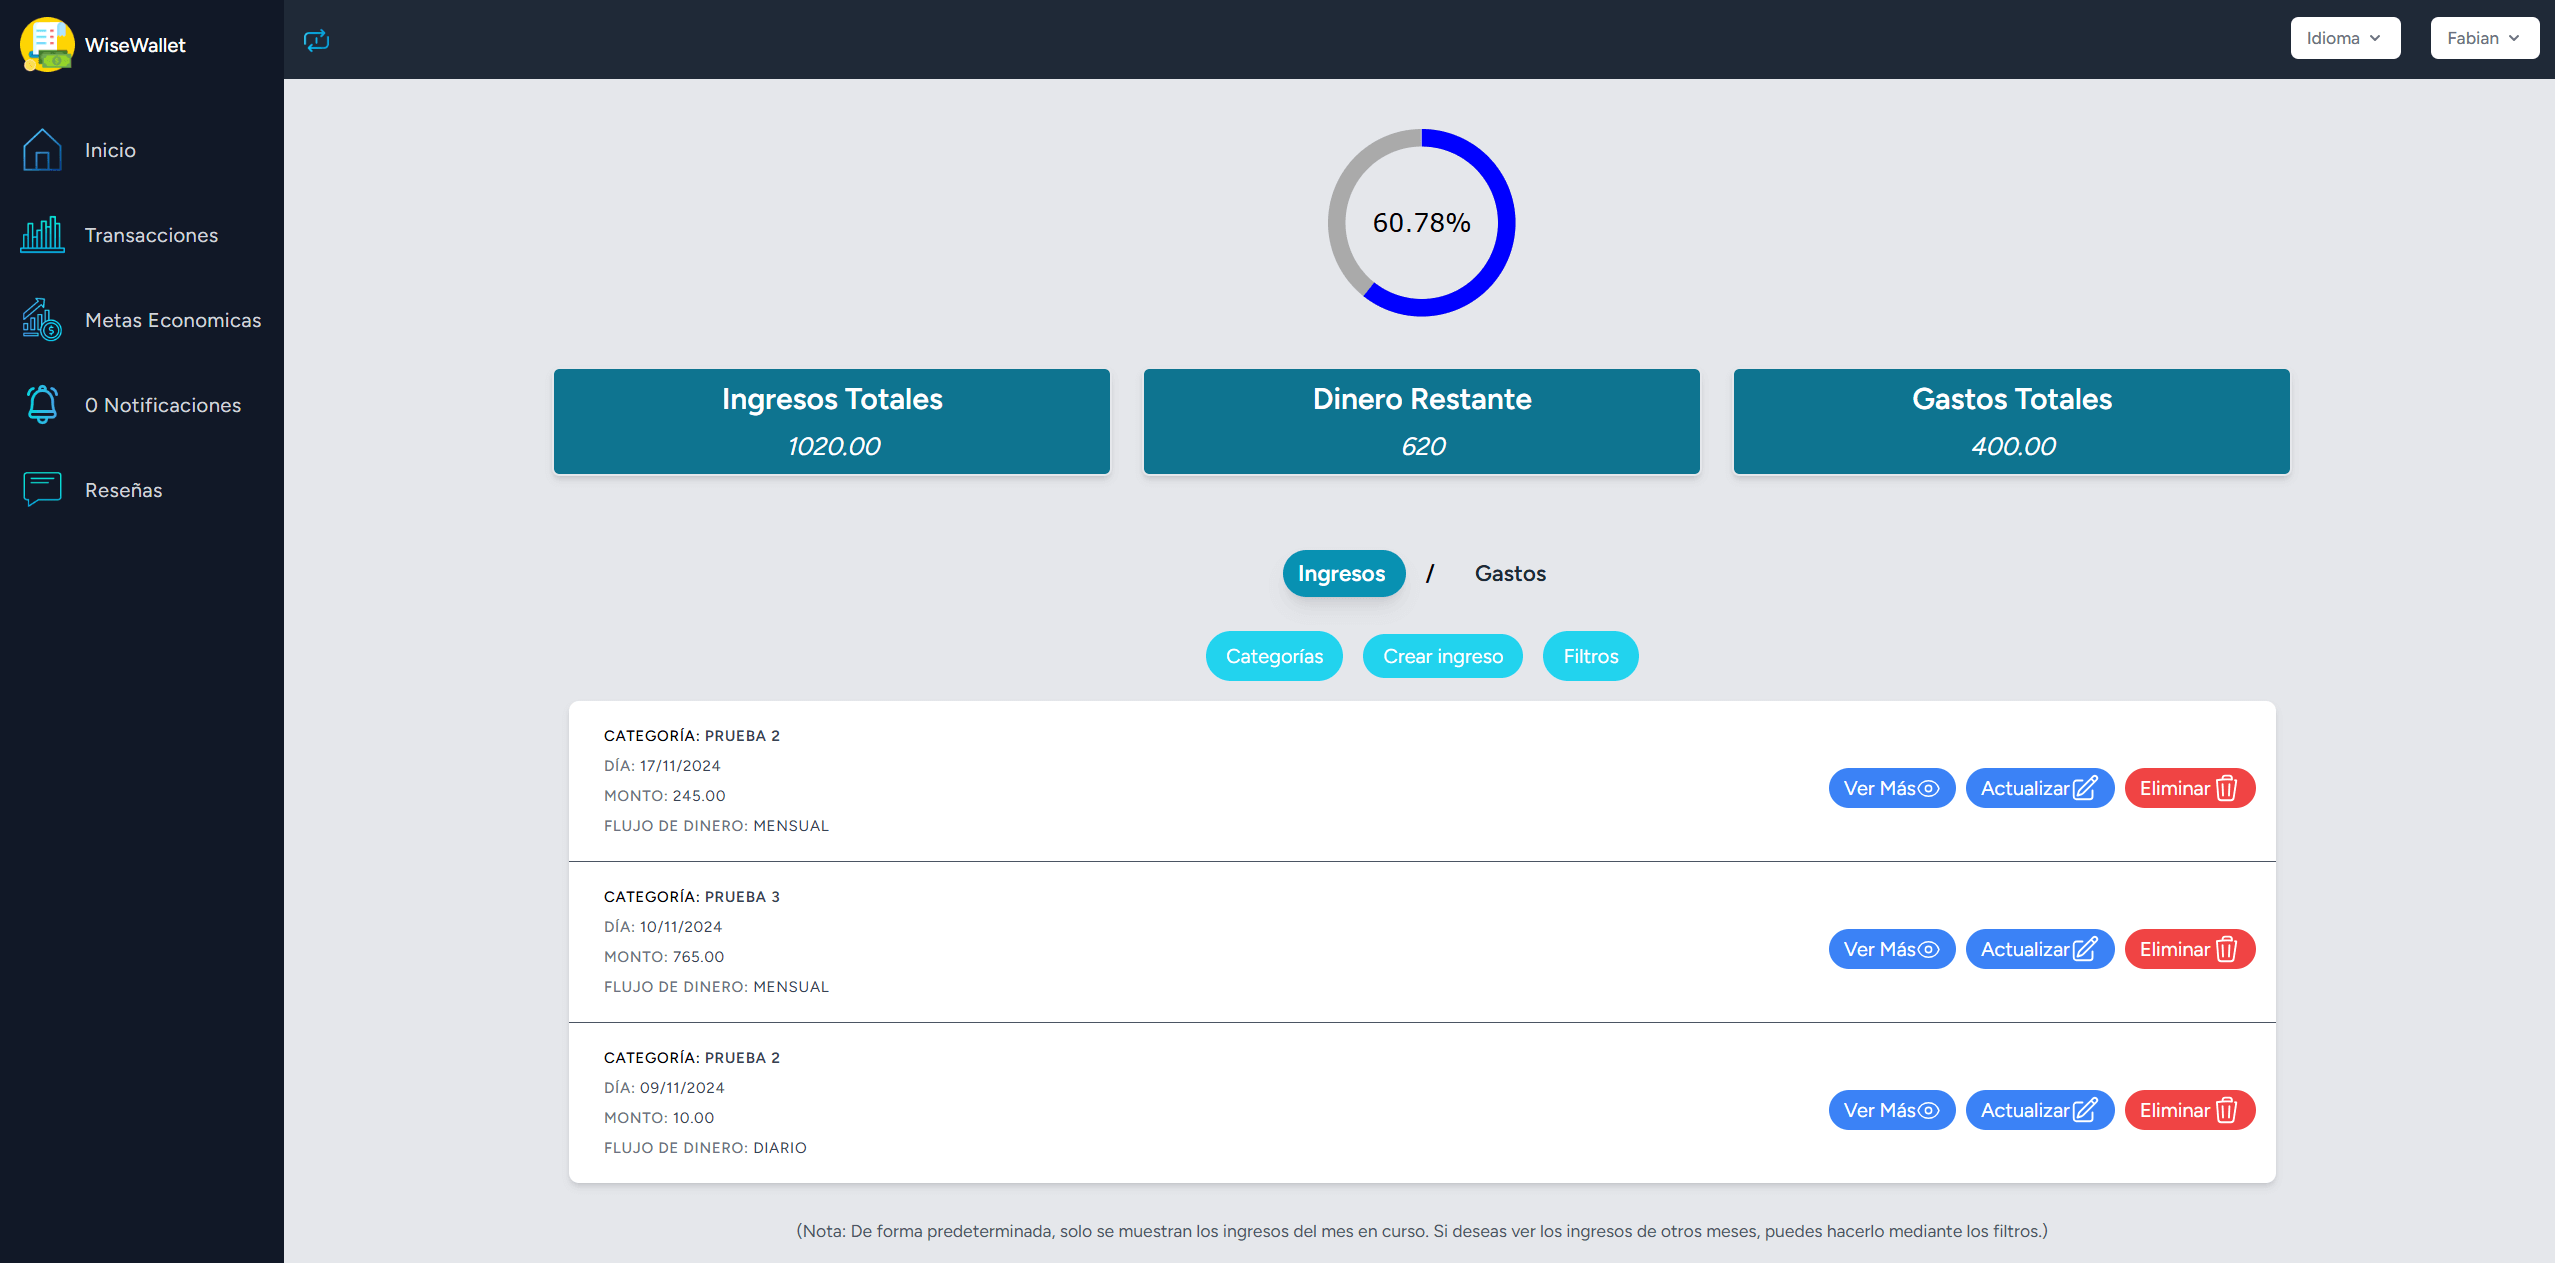 WiseWallet
Idioma
Fabian
Inicio
Transacciones
Metas Economicas
0 Notificaciones
Reseñas
60.78%
Ingresos Totales
1020.00
Dinero Restante
620
Gastos Totales
400.00
Ingresos / Gastos
Categorías
Crear ingreso
Filtros
CATEGORÍA: PRUEBA 2
DÍA: 17/11/2024
MONTO: 245.00
FLUJO DE DINERO: MENSUAL
Ver Más
Actualizar
Eliminar
CATEGORÍA: PRUEBA 3
DÍA: 10/11/2024
MONTO: 765.00
FLUJO DE DINERO: MENSUAL
Ver Más
Actualizar
Eliminar
CATEGORÍA: PRUEBA 2
DÍA: 09/11/2024
MONTO: 10.00
FLUJO DE DINERO: DIARIO
Ver Más
Actualizar
Eliminar
(Nota: De forma predeterminada, solo se muestran los ingresos del mes en curso. Si deseas ver los ingresos de otros meses, puedes hacerlo mediante los filtros.)